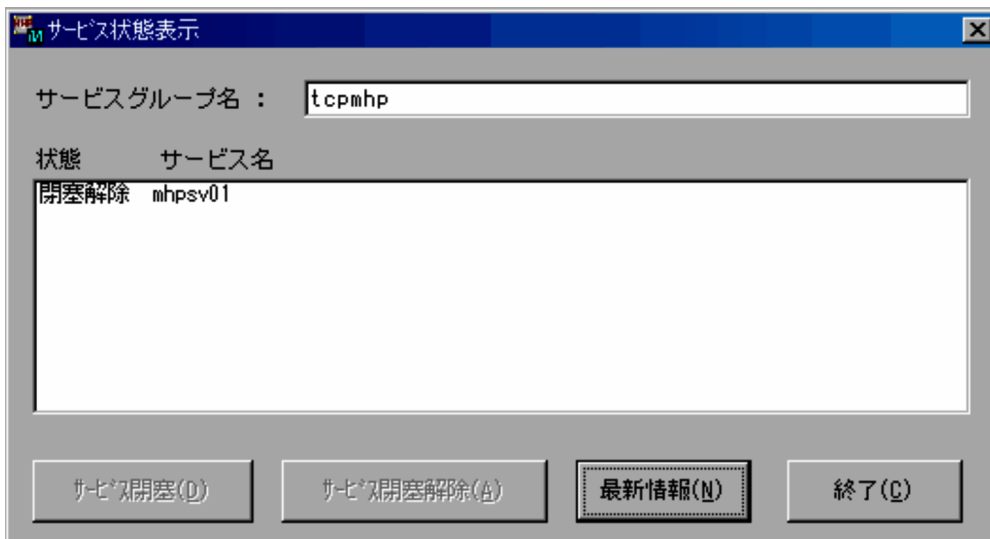 サービス状態表示
サービスグループ名 : tcpmhp
状態 サービス名
閉塞解除 mhpsv01
サービス閉塞(D) サービス閉塞解除(A) 最新情報(N) 終了(C)